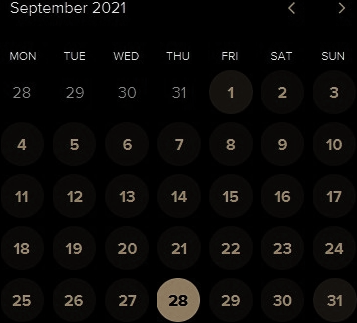 September 2021
MON TUE WED THU FRI SAT SUN
28 29 30 31 1 2 3
4 5 6 7 8 9 10
11 12 13 14 15 16 17
18 19 20 21 22 23 24
25 26 27 28 29 30 31